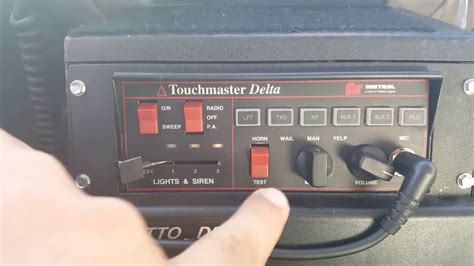 Touchmaster Delta
UNITROL
O/R
RADIO
OFF
SWEEP
P.A.
LFT
TKD
RT
AUX 1
AUX 2
RLS
HORN
WAIL
MAN
YELP
MIC
OFF
1
2
3
LIGHTS & SIREN
TEST
VOLUME